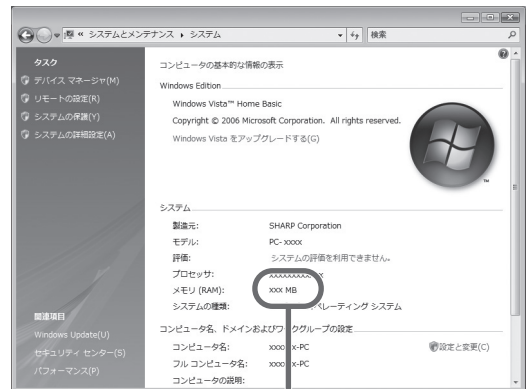 « システムとメンテナンス ▸ システム
検索
タスク
デバイス マネージャ(M)
リモートの設定(R)
システムの保護(Y)
システムの詳細設定(A)
コンピュータの基本的な情報の表示
Windows Edition
Windows Vista™ Home Basic
Copyright © 2006 Microsoft Corporation. All rights reserved.
Windows Vista をアップグレードする(G)
TM
システム
製造元: SHARP Corporation
モデル: PC- xxxx
評価: システムの評価を利用できません。
プロセッサ:
メモリ (RAM): xxx MB
システムの種類: ペレーティング システム
コンピュータ名、ドメインおよび ークグループの設定
コンピュータ名: xxxx x-PC
設定と変更(C)
フル コンピュータ名: xxxx x-PC
コンピュータの説明:
関連項目
Windows Update(U)
セキュリティ センター(S)
パフォーマンス(P)